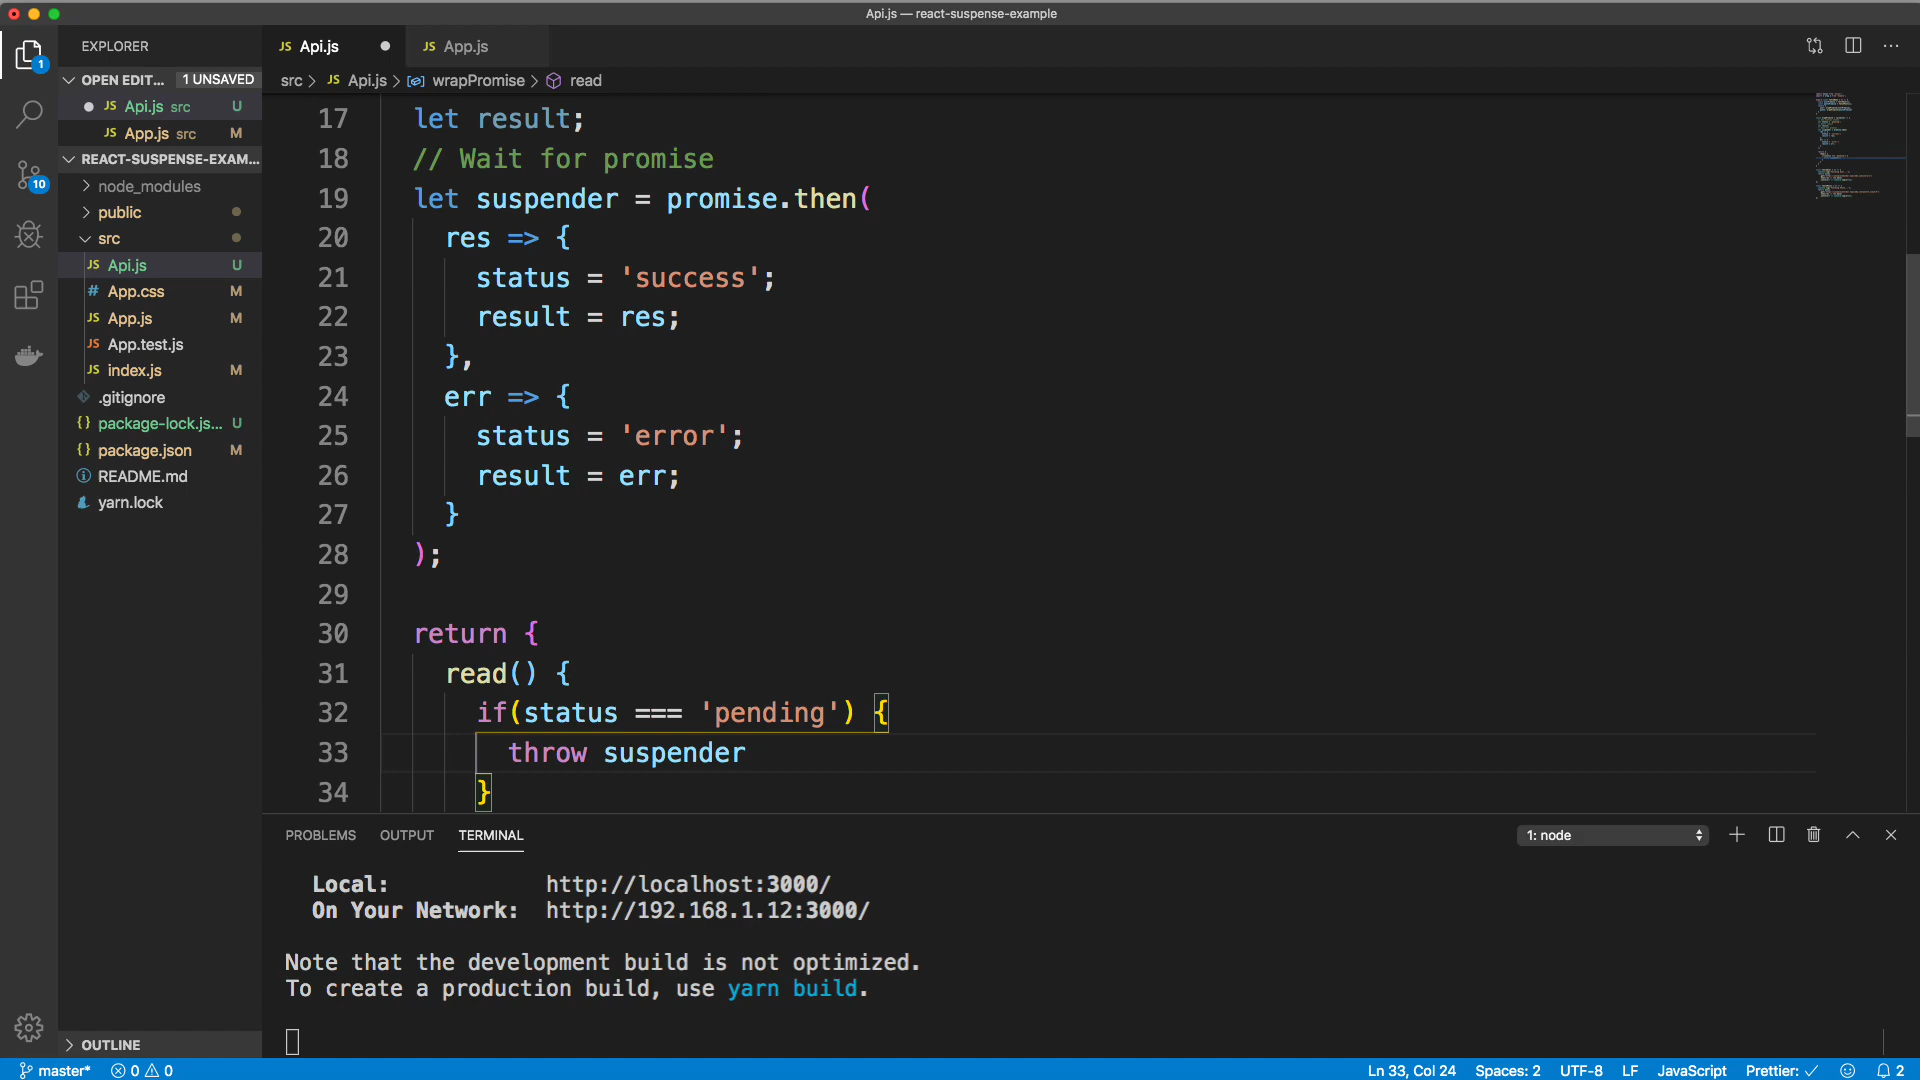 Api.js — react-suspense-example
EXPLORER
JS Api.js
JS App.js
1
OPEN EDIT... 1 UNSAVED
JS Api.js src U
JS App.js src M
10
REACT-SUSPENSE-EXAM...
node_modules
public
src
JS Api.js U
# App.css M
JS App.js M
JS App.test.js
JS index.js M
.gitignore
{} package-lock.js... U
{} package.json M
README.md
yarn.lock
OUTLINE
src > JS Api.js > wrapPromise > read
17 let result;
18 // Wait for promise
19 let suspender = promise.then(
20 res => {
21 status = 'success';
22 result = res;
23 },
24 err => {
25 status = 'error';
26 result = err;
27 }
28 );
29
30 return {
31 read() {
32 if(status === 'pending') {
33 throw suspender
34 }
PROBLEMS OUTPUT TERMINAL 1: node
Local: http://localhost:3000/
On Your Network: http://192.168.1.12:3000/
Note that the development build is not optimized.
To create a production build, use yarn build.
master* 0 0 Ln 33, Col 24 Spaces: 2 UTF-8 LF JavaScript Prettier: ✓ 2